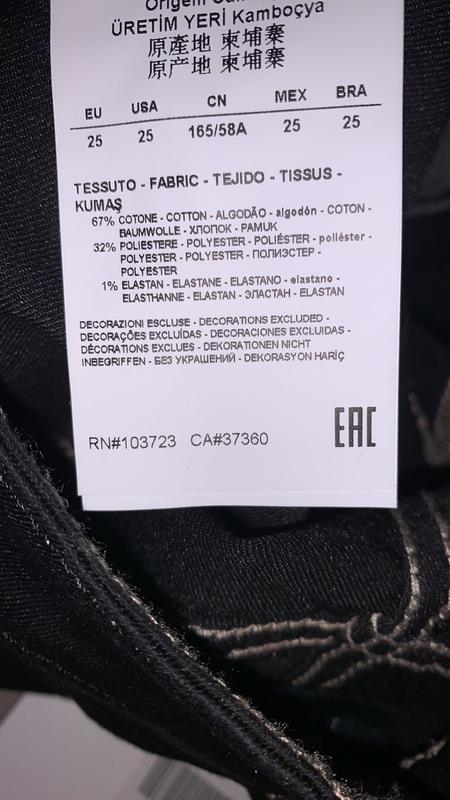 Origem
ÜRETİM YERİ Kamboçya
原產地 柬埔寨
原产地 柬埔寨
EU USA CN MEX BRA
25 25 165/58A 25 25
TESSUTO - FABRIC - TEJIDO - TISSUS -
KUMAŞ
67% COTONE - COTTON - ALGODÃO - algodón - COTON -
BAUMWOLLE - ХЛОПОК - PAMUK
32% POLIESTERE - POLYESTER - POLIÉSTER - poliéster -
POLYESTER - POLYESTER - ПОЛИЭСТЕР -
POLYESTER
1% ELASTAN - ELASTANE - ELASTANO - elastano -
ELASTHANNE - ELASTAN - ЭЛАСТАН - ELASTAN
DECORAZIONI ESCLUSE - DECORATIONS EXCLUDED -
DECORAÇÕES EXCLUÍDAS - DECORACIONES EXCLUIDAS -
DÉCORATIONS EXCLUES - DEKORATIONEN NICHT
INBEGRIFFEN - БЕЗ УКРАШЕНИЙ - DEKORASYON HARİÇ
RN#103723 CA#37360 EAC